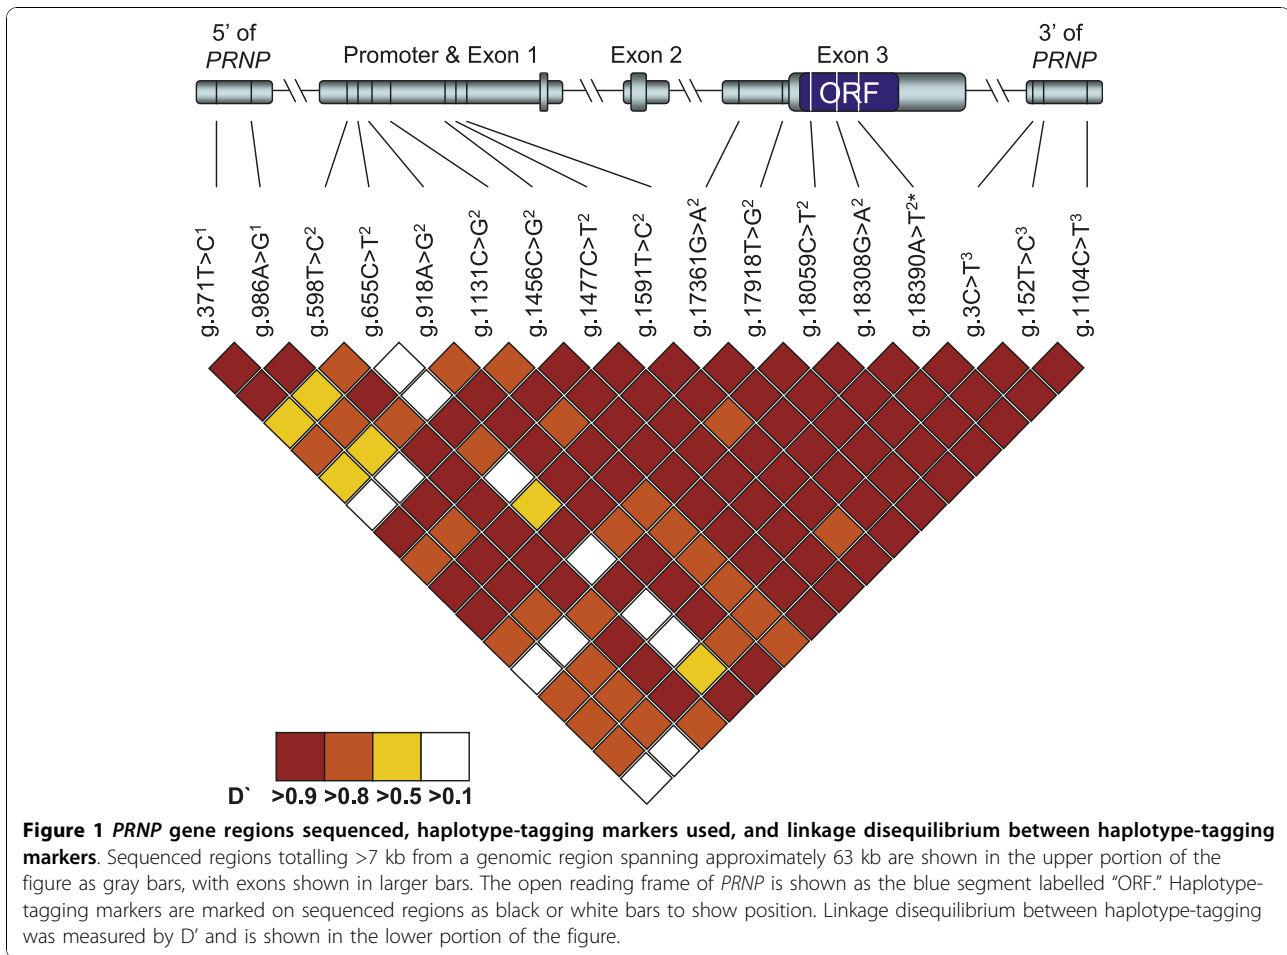 5' of
PRNP
Promoter & Exon 1
Exon 2
Exon 3
3' of
PRNP
ORF
g.371T>C1
g.986A>G1
g.598T>C2
g.655C>T2
g.918A>G2
g.1131C>G2
g.1456C>G2
g.1477C>T2
g.1591T>C2
g.17361G>A2
g.17918T>G2
g.18059C>T2
g.18308G>A2
g.18390A>T2*
g.3C>T3
g.152T>C3
g.1104C>T3
D` >0.9 >0.8 >0.5 >0.1
Figure 1 PRNP gene regions sequenced, haplotype-tagging markers used, and linkage disequilibrium between haplotype-tagging
markers. Sequenced regions totalling >7 kb from a genomic region spanning approximately 63 kb are shown in the upper portion of the
figure as gray bars, with exons shown in larger bars. The open reading frame of PRNP is shown as the blue segment labelled "ORF." Haplotype-
tagging markers are marked on sequenced regions as black or white bars to show position. Linkage disequilibrium between haplotype-tagging
was measured by D' and is shown in the lower portion of the figure.